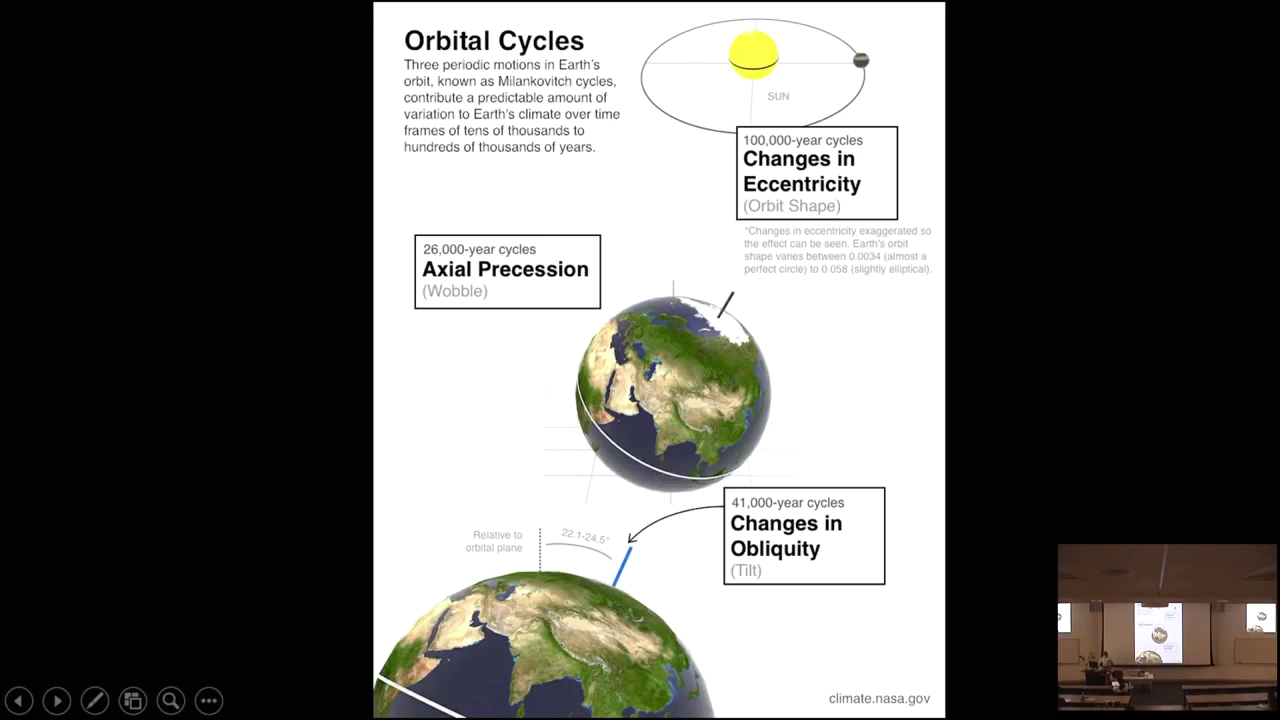 Orbital Cycles
Three periodic motions in Earth's
orbit, known as Milankovitch cycles,
contribute a predictable amount of
variation to Earth's climate over time
frames of tens of thousands to
hundreds of thousands of years.
SUN
100,000-year cycles
Changes in
Eccentricity
(Orbit Shape)
*Changes in eccentricity exaggerated so
the effect can be seen. Earth's orbit
shape varies between 0.0034 (almost a
perfect circle) to 0.058 (slightly elliptical).
26,000-year cycles
Axial Precession
(Wobble)
41,000-year cycles
Changes in
Obliquity
(Tilt)
Relative to
orbital plane
22.1-24.5°
climate.nasa.gov